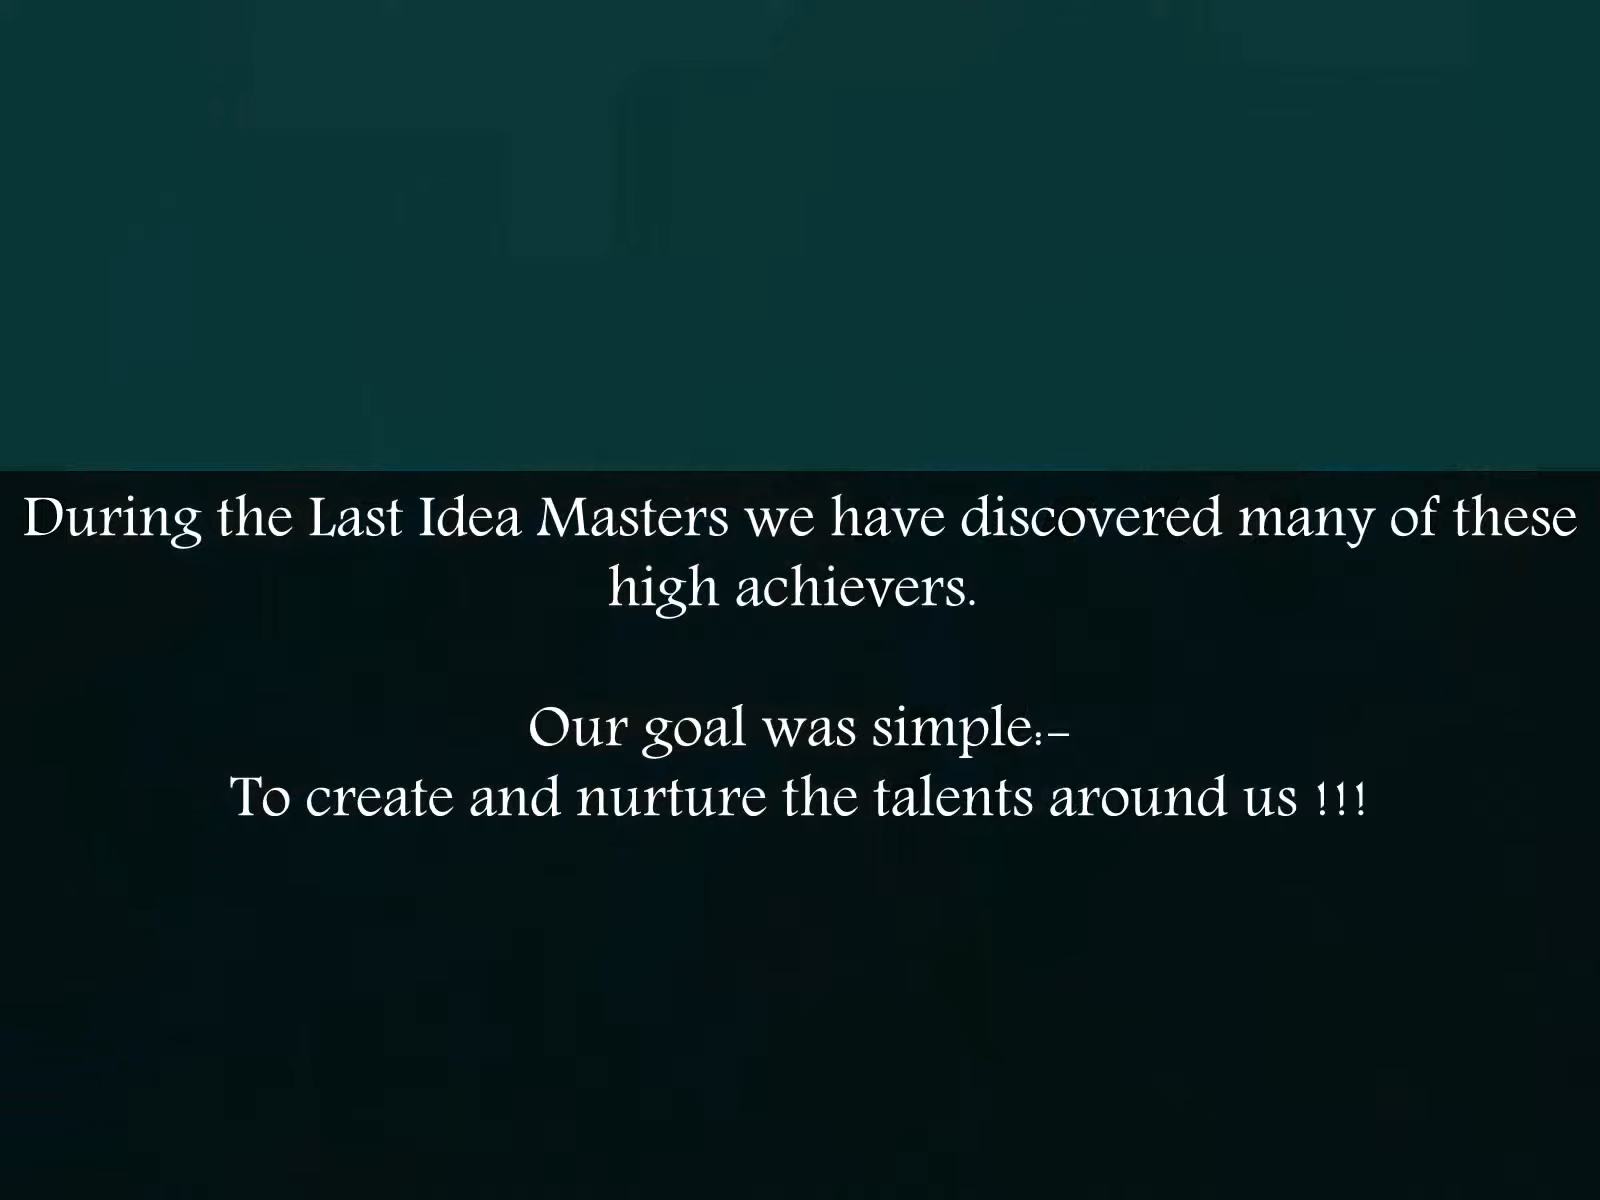 During the Last Idea Masters we have discovered many of these
high achievers.
Our goal was simple:-
To create and nurture the talents around us !!!